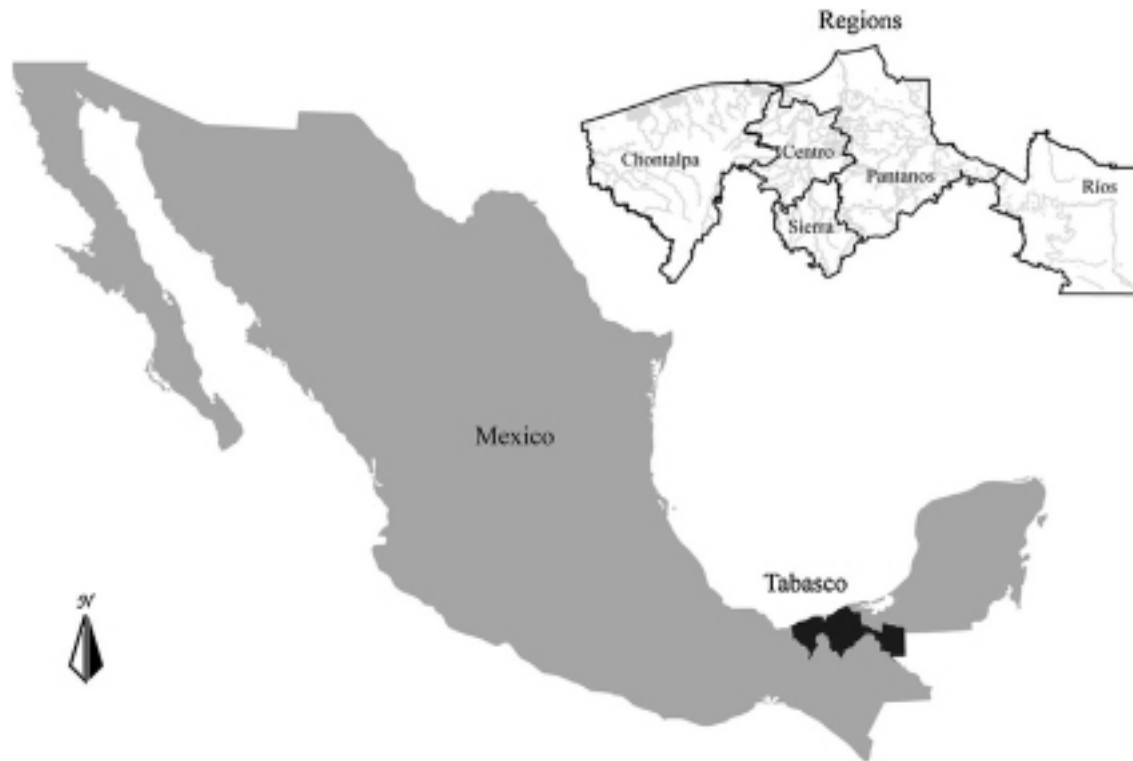 Regions
Chontalpa
Centro
Pantanos
Ríos
Sierra
Mexico
Tabasco
N